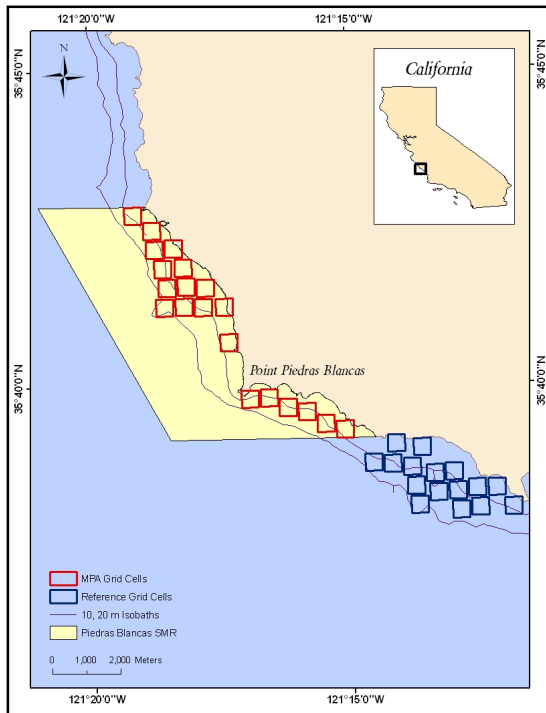 121°20'0"W 121°15'0"W
35°45'0"N 35°45'0"N
N
California
Point Piedras Blancas
35°40'0"N 35°40'0"N
MPA Grid Cells
Reference Grid Cells
10, 20 m Isobaths
Piedras Blancas SMR
0 1,000 2,000 Meters
121°20'0"W 121°15'0"W